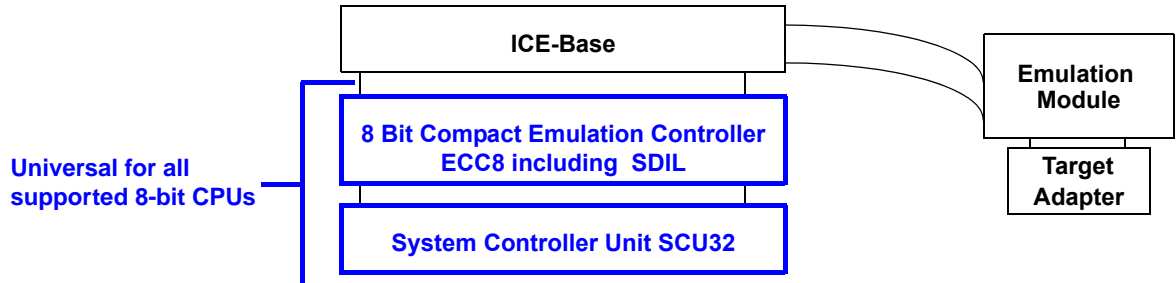 ICE-Base
Emulation
Module
8 Bit Compact Emulation Controller
ECC8 including SDIL
Universal for all
supported 8-bit CPUs
Target
Adapter
System Controller Unit SCU32